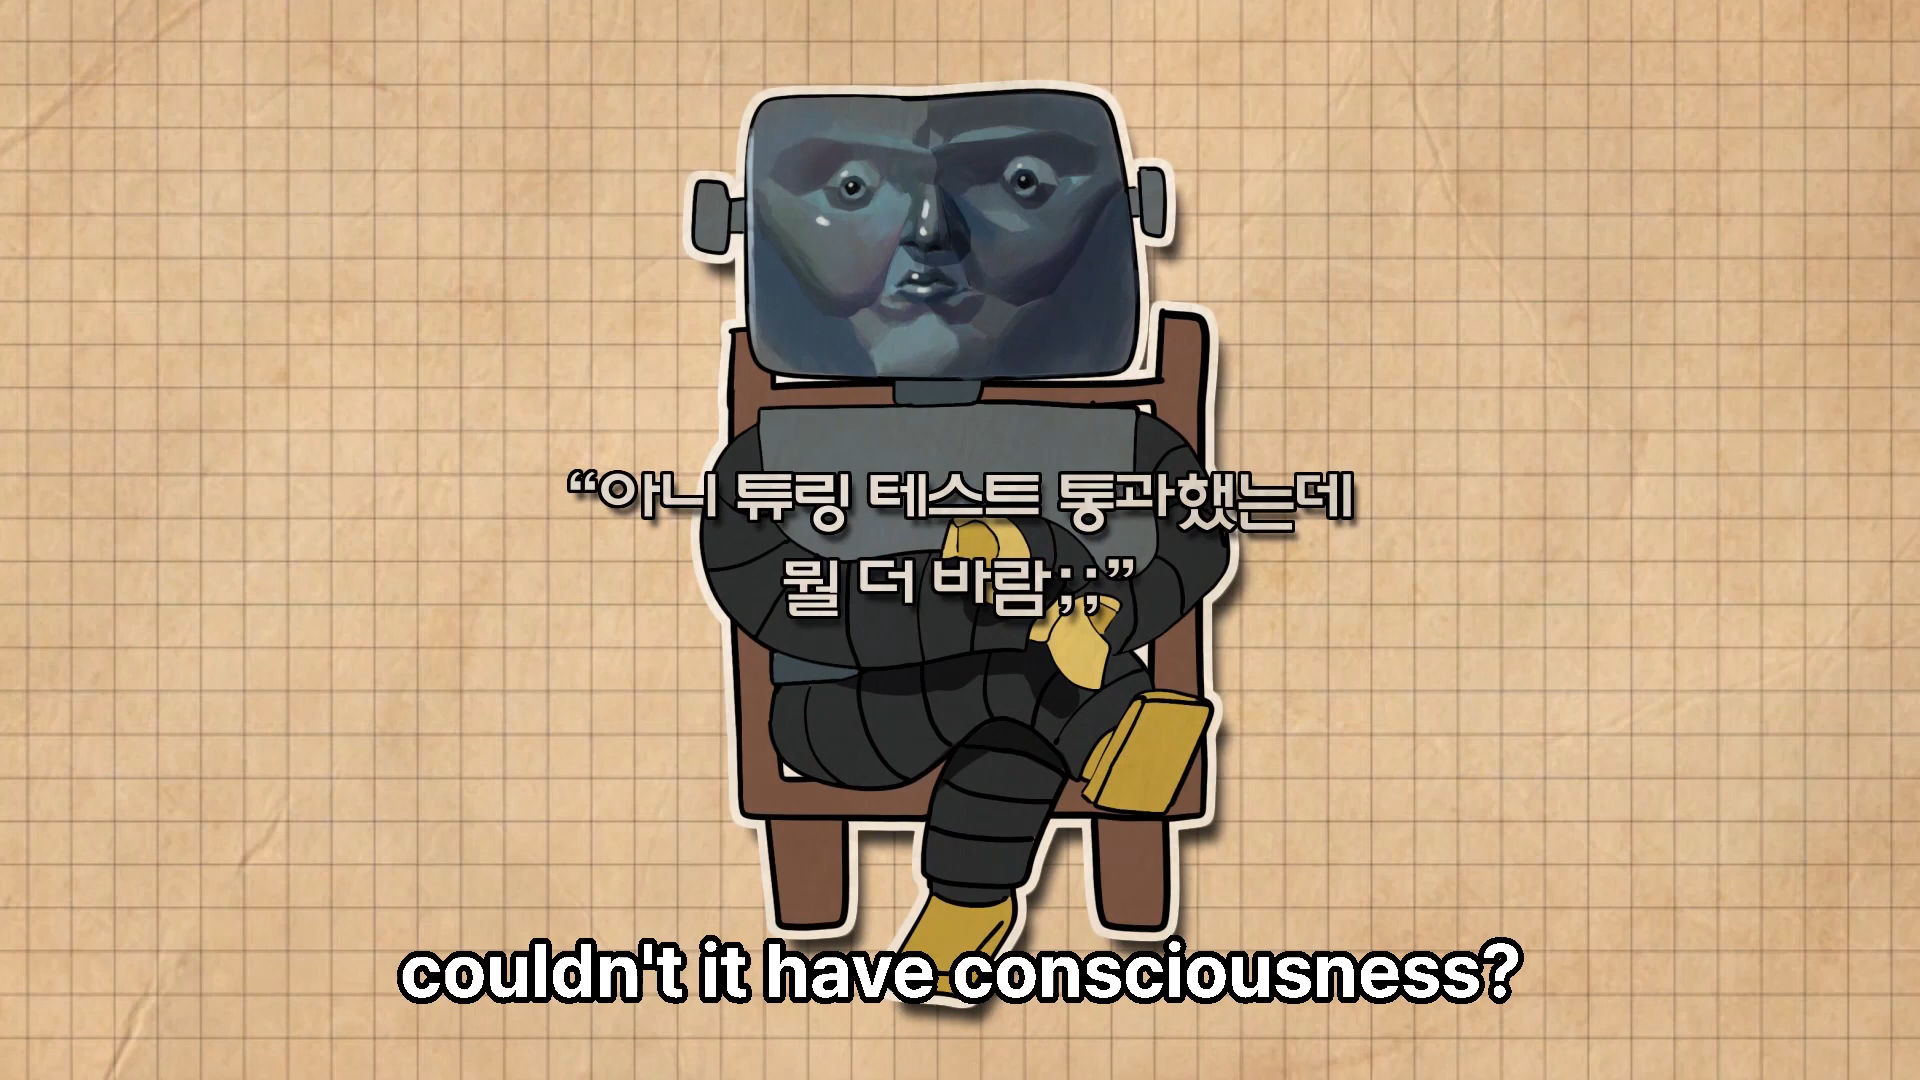 “아니 튜링 테스트 통과했는데
뭘 더 바람;;”
couldn't it have consciousness?